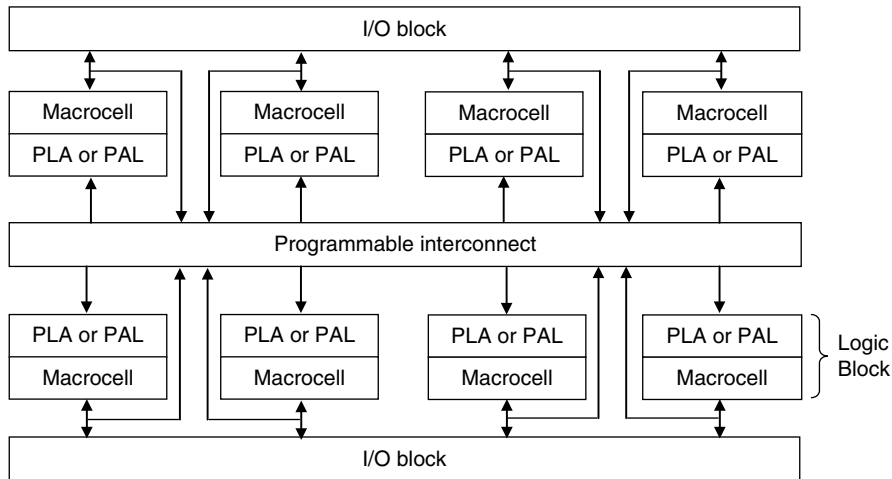 I/O block
Macrocell Macrocell Macrocell Macrocell
PLA or PAL PLA or PAL PLA or PAL PLA or PAL
Programmable interconnect
PLA or PAL PLA or PAL PLA or PAL PLA or PAL
Macrocell Macrocell Macrocell Macrocell
Logic
Block
I/O block